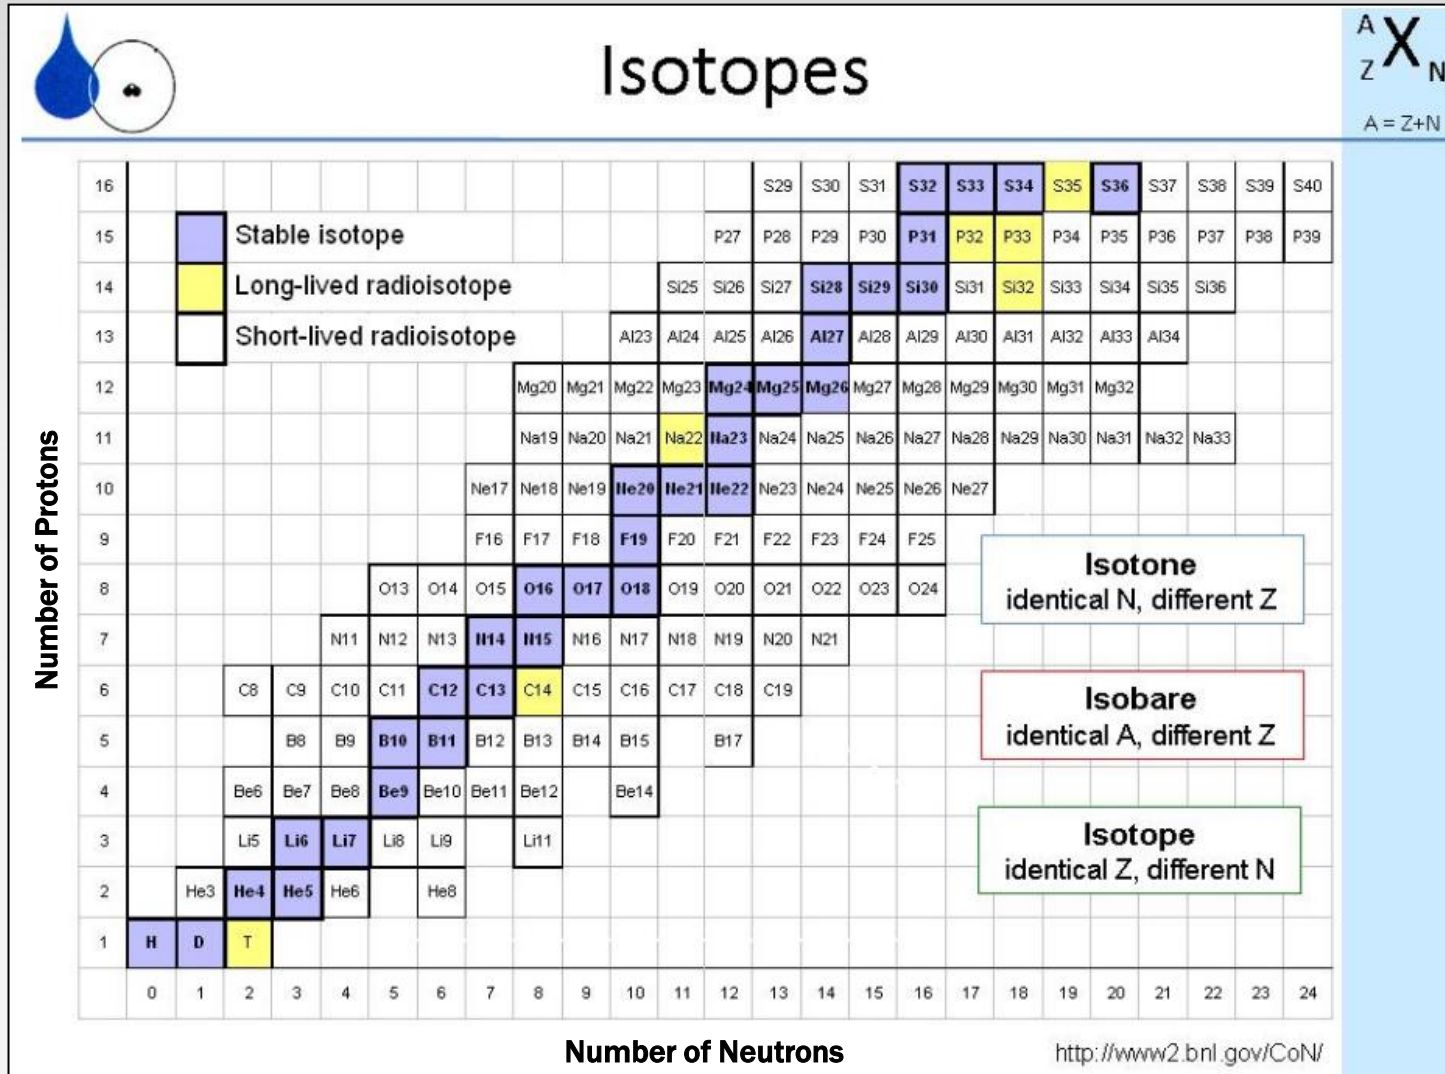 Isotopes
A
Z X N
A = Z+N
16 S29 S30 S31 S32 S33 S34 S35 S36 S37 S38 S39 S40
15 Stable isotope P27 P28 P29 P30 P31 P32 P33 P34 P35 P36 P37 P38 P39
14 Long-lived radioisotope Si25 Si26 Si27 Si28 Si29 Si30 Si31 Si32 Si33 Si34 Si35 Si36
13 Short-lived radioisotope Al23 Al24 Al25 Al26 Al27 Al28 Al29 Al30 Al31 Al32 Al33 Al34
12 Mg20 Mg21 Mg22 Mg23 Mg24 Mg25 Mg26 Mg27 Mg28 Mg29 Mg30 Mg31 Mg32
11 Na19 Na20 Na21 Na22 Na23 Na24 Na25 Na26 Na27 Na28 Na29 Na30 Na31 Na32 Na33
10 Ne17 Ne18 Ne19 Ne20 Ne21 Ne22 Ne23 Ne24 Ne25 Ne26 Ne27
9 F16 F17 F18 F19 F20 F21 F22 F23 F24 F25
8 O13 O14 O15 O16 O17 O18 O19 O20 O21 O22 O23 O24
7 N11 N12 N13 N14 N15 N16 N17 N18 N19 N20 N21
6 C8 C9 C10 C11 C12 C13 C14 C15 C16 C17 C18 C19
5 B8 B9 B10 B11 B12 B13 B14 B15 B17
4 Be6 Be7 Be8 Be9 Be10 Be11 Be12 Be14
3 Li5 Li6 Li7 Li8 Li9 Li11
2 He3 He4 He5 He6 He8
1 H D T
0 1 2 3 4 5 6 7 8 9 10 11 12 13 14 15 16 17 18 19 20 21 22 23 24
Number of Protons
Number of Neutrons
Isotone
identical N, different Z
Isobare
identical A, different Z
Isotope
identical Z, different N
http://www2.bnl.gov/CoN/